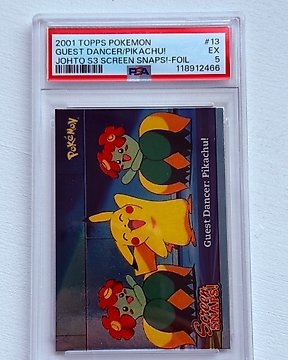 2001 TOPPS POKEMON #13
GUEST DANCER/PIKACHU! EX
JOHTO S3 SCREEN SNAPS!-FOIL 5
PSA 118912466
Pokémon
Guest Dancer: Pikachu!
Screen
SNAPS!